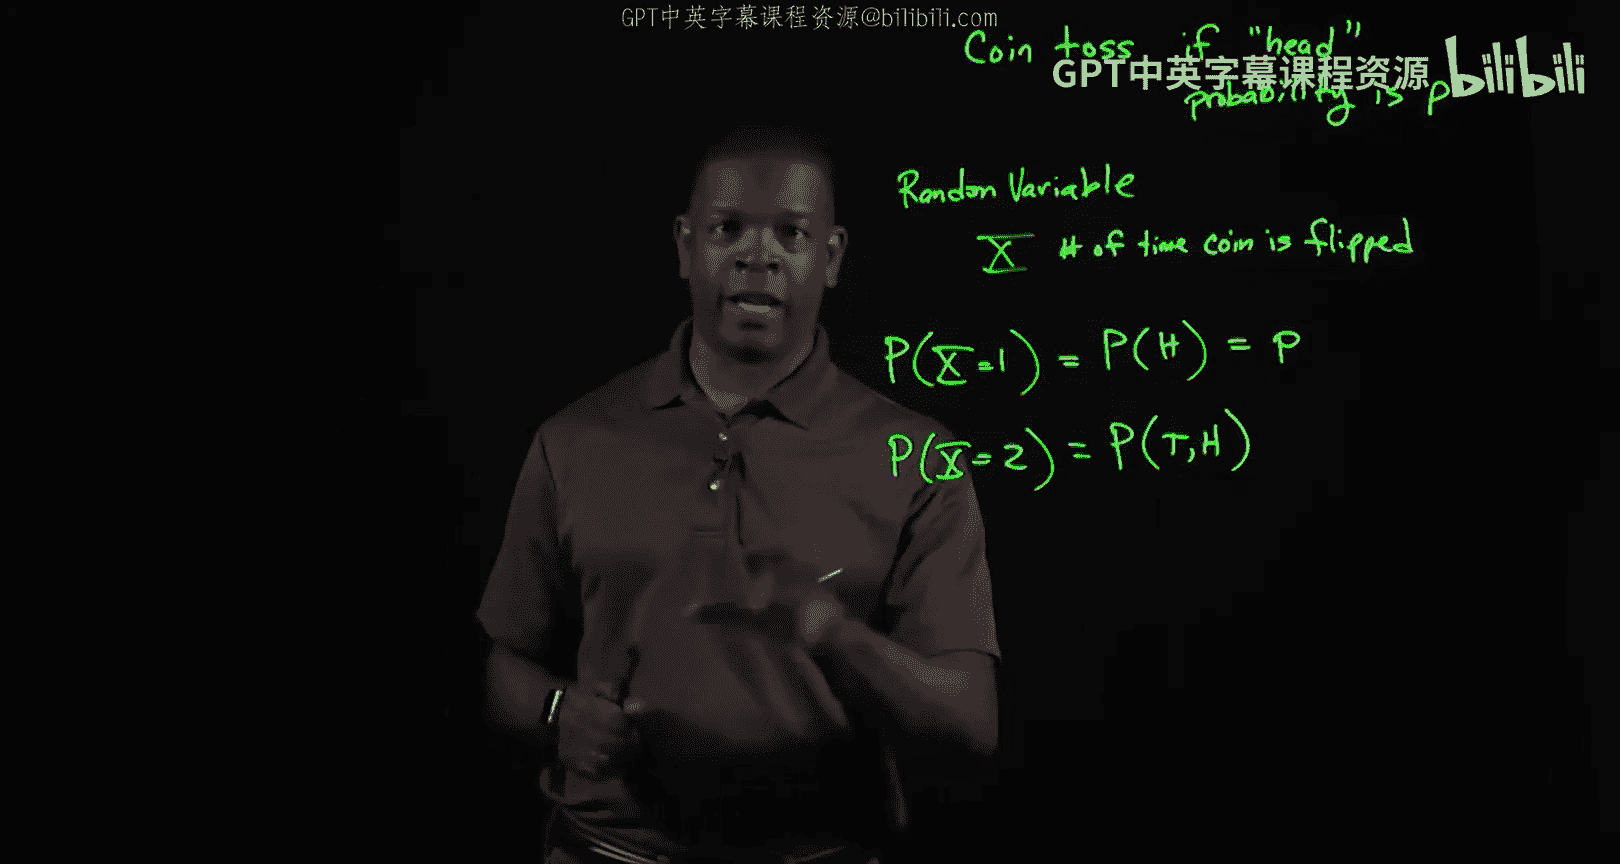 GPT中英字幕课程资源@bilibili.com
Coin toss if "head"
GPT中英字幕课程资源 bilibili
probability is p
Random Variable
X # of time coin is flipped
P(X=1) = P(H) = P
P(X=2) = P(T,H)